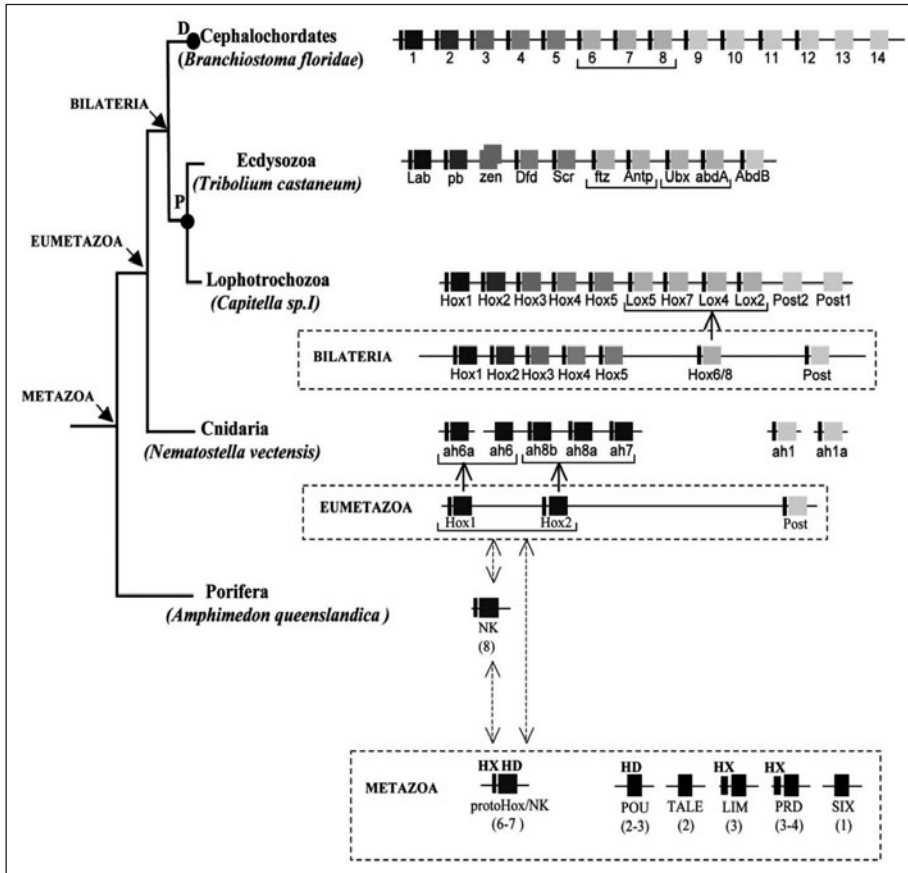 D
Cephalochordates
(Branchiostoma floridae)
1 2 3 4 5 6 7 8 9 10 11 12 13 14
BILATERIA
Ecdysozoa
(Tribolium castaneum)
Lab pb zen Dfd Scr ftz Antp Ubx abdA AbdB
P
EUMETAZOA
Lophotrochozoa
(Capitella sp.I)
Hox1 Hox2 Hox3 Hox4 Hox5 Lox5 Hox7 Lox4 Lox2 Post2 Post1
BILATERIA
Hox1 Hox2 Hox3 Hox4 Hox5 Hox6/8 Post
METAZOA
Cnidaria
(Nematostella vectensis)
ah6a ah6 ah8b ah8a ah7 ah1 ah1a
EUMETAZOA
Hox1 Hox2 Post
Porifera
(Amphimedon queenslandica )
NK
(8)
HX HD HD HX HX
METAZOA
protoHox/NK POU TALE LIM PRD SIX
(6-7) (2-3) (2) (3) (3-4) (1)